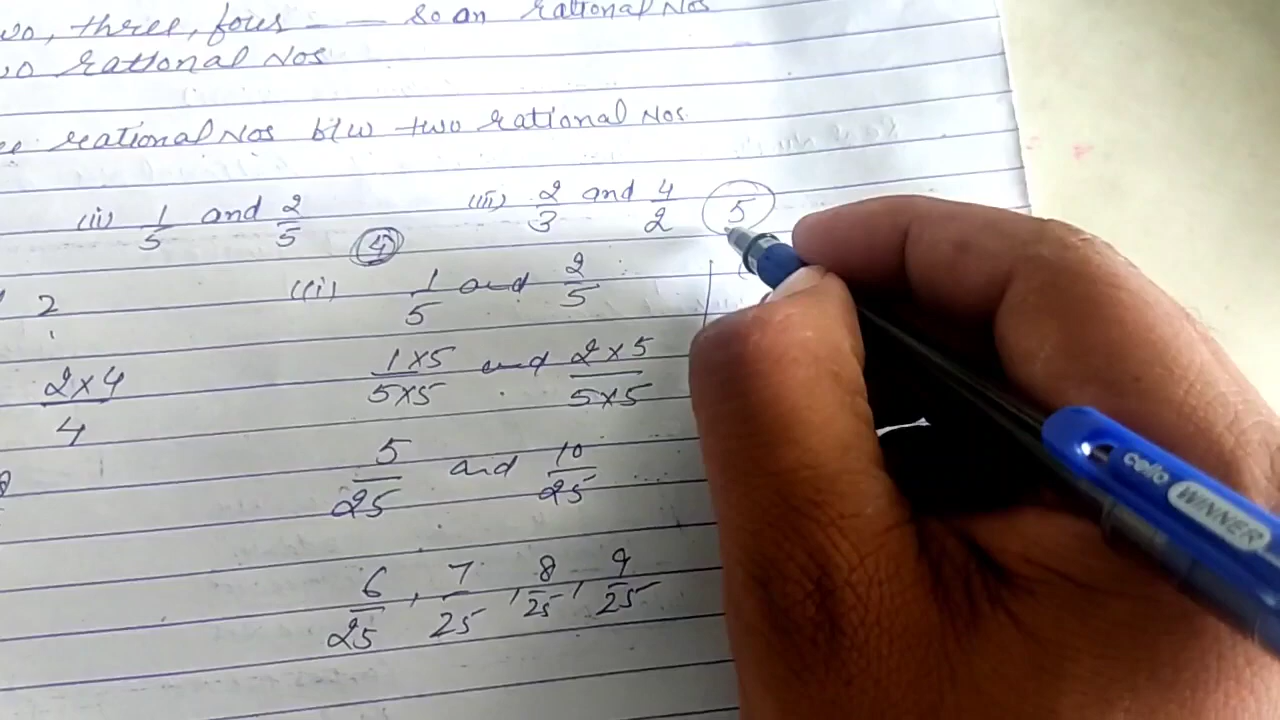 three, four - - so on rational Nos
rational Nos
rational Nos b/w two rational Nos.
(ii) 1/5 and 2/5 (4) (iii) 2/3 and 4/2 (5)
2 (ii) 1/5 and 2/5
2×4/4 1×5/5×5 and 2×5/5×5
5/25 and 10/25 ....
6/25, 7/25, 8/25, 9/25
cello WINNER